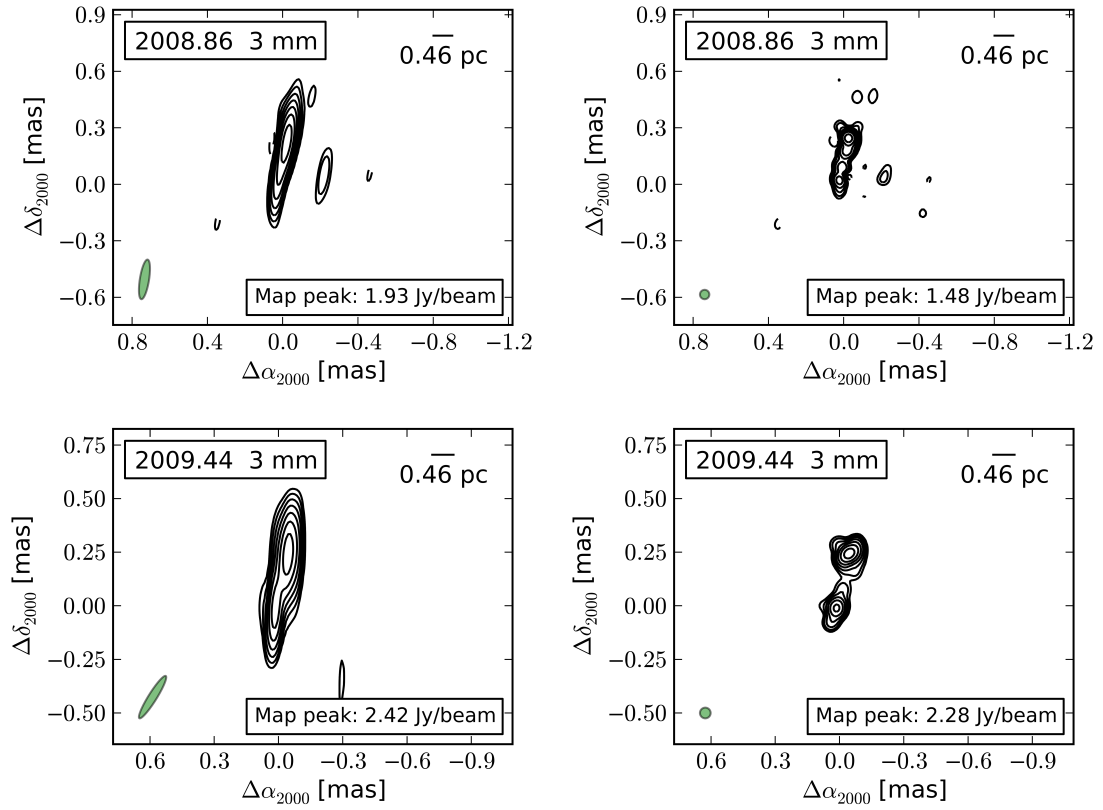 0.9
0.6
0.3
0.0
−0.3
−0.6
Δδ2000 [mas]
2008.86 3 mm
0.46 pc
Map peak: 1.93 Jy/beam
0.8 0.4 0.0 −0.4 −0.8 −1.2
Δα2000 [mas]
0.9
0.6
0.3
0.0
−0.3
−0.6
Δδ2000 [mas]
2008.86 3 mm
0.46 pc
Map peak: 1.48 Jy/beam
0.8 0.4 0.0 −0.4 −0.8 −1.2
Δα2000 [mas]
0.75
0.50
0.25
0.00
−0.25
−0.50
Δδ2000 [mas]
2009.44 3 mm
0.46 pc
Map peak: 2.42 Jy/beam
0.6 0.3 0.0 −0.3 −0.6 −0.9
Δα2000 [mas]
0.75
0.50
0.25
0.00
−0.25
−0.50
Δδ2000 [mas]
2009.44 3 mm
0.46 pc
Map peak: 2.28 Jy/beam
0.6 0.3 0.0 −0.3 −0.6 −0.9
Δα2000 [mas]